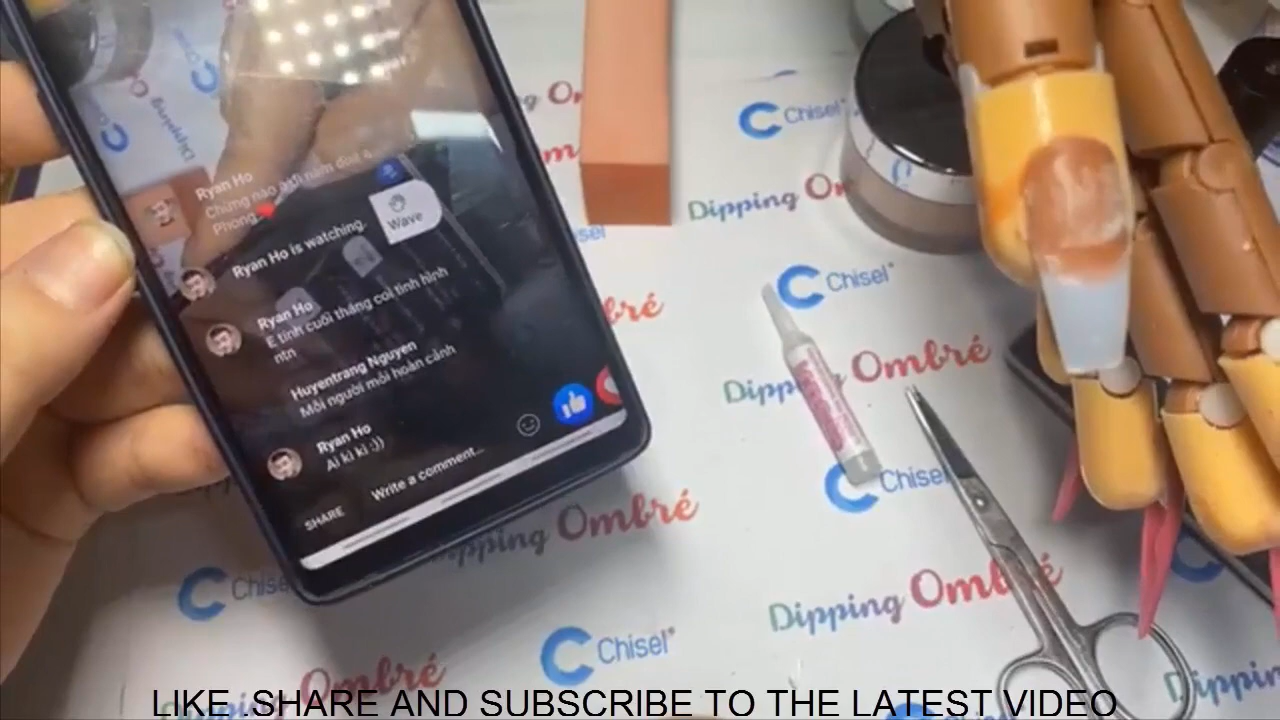 Ryan Ho
Phong
Ryan Ho is watching
Wave
Ryan Ho
E tính cuối tháng coi tình hình
ntn
Huyentrang Nguyen
Mỗi người mỗi hoàn cảnh
Ryan Ho
Ai kì kì :))
Write a comment...
SHARE
Chisel
Dipping
Chisel
Dipping Ombré
Chisel
Dipping Ombré
Chisel
Dipping Ombré
Chisel
LIKE .SHARE AND SUBSCRIBE TO THE LATEST VIDEO